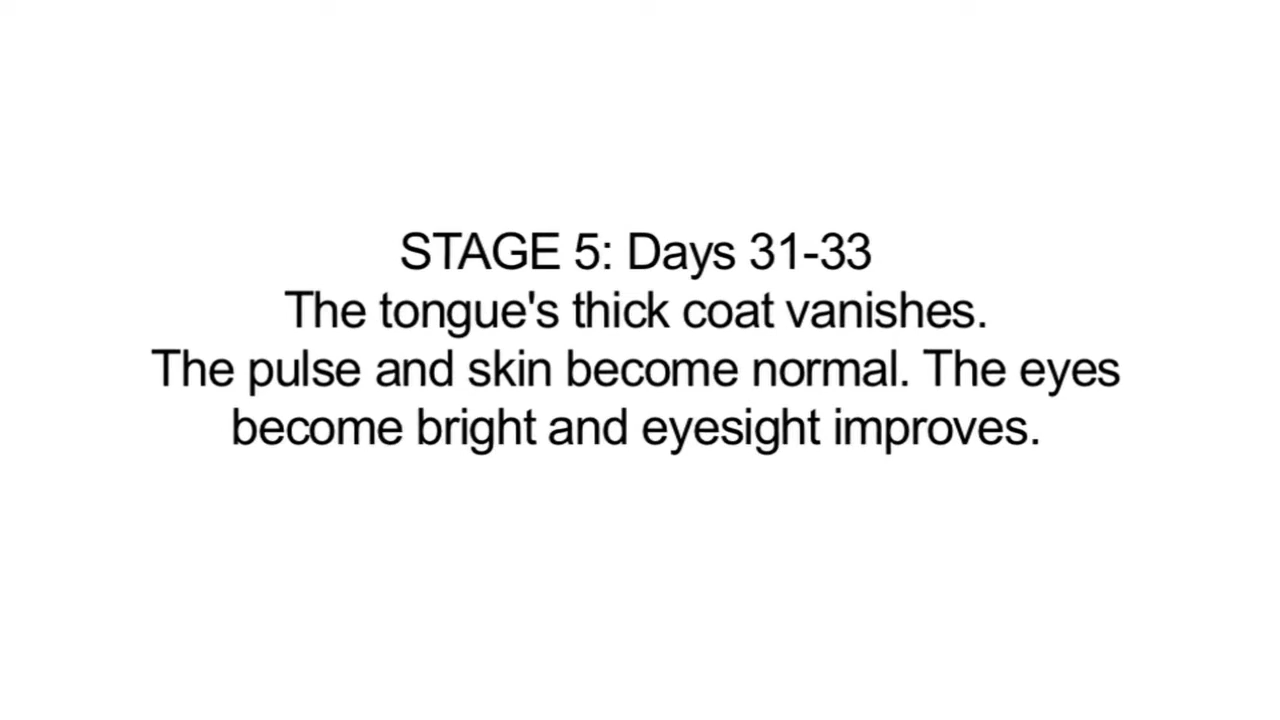 STAGE 5: Days 31-33
The tongue's thick coat vanishes.
The pulse and skin become normal. The eyes
become bright and eyesight improves.